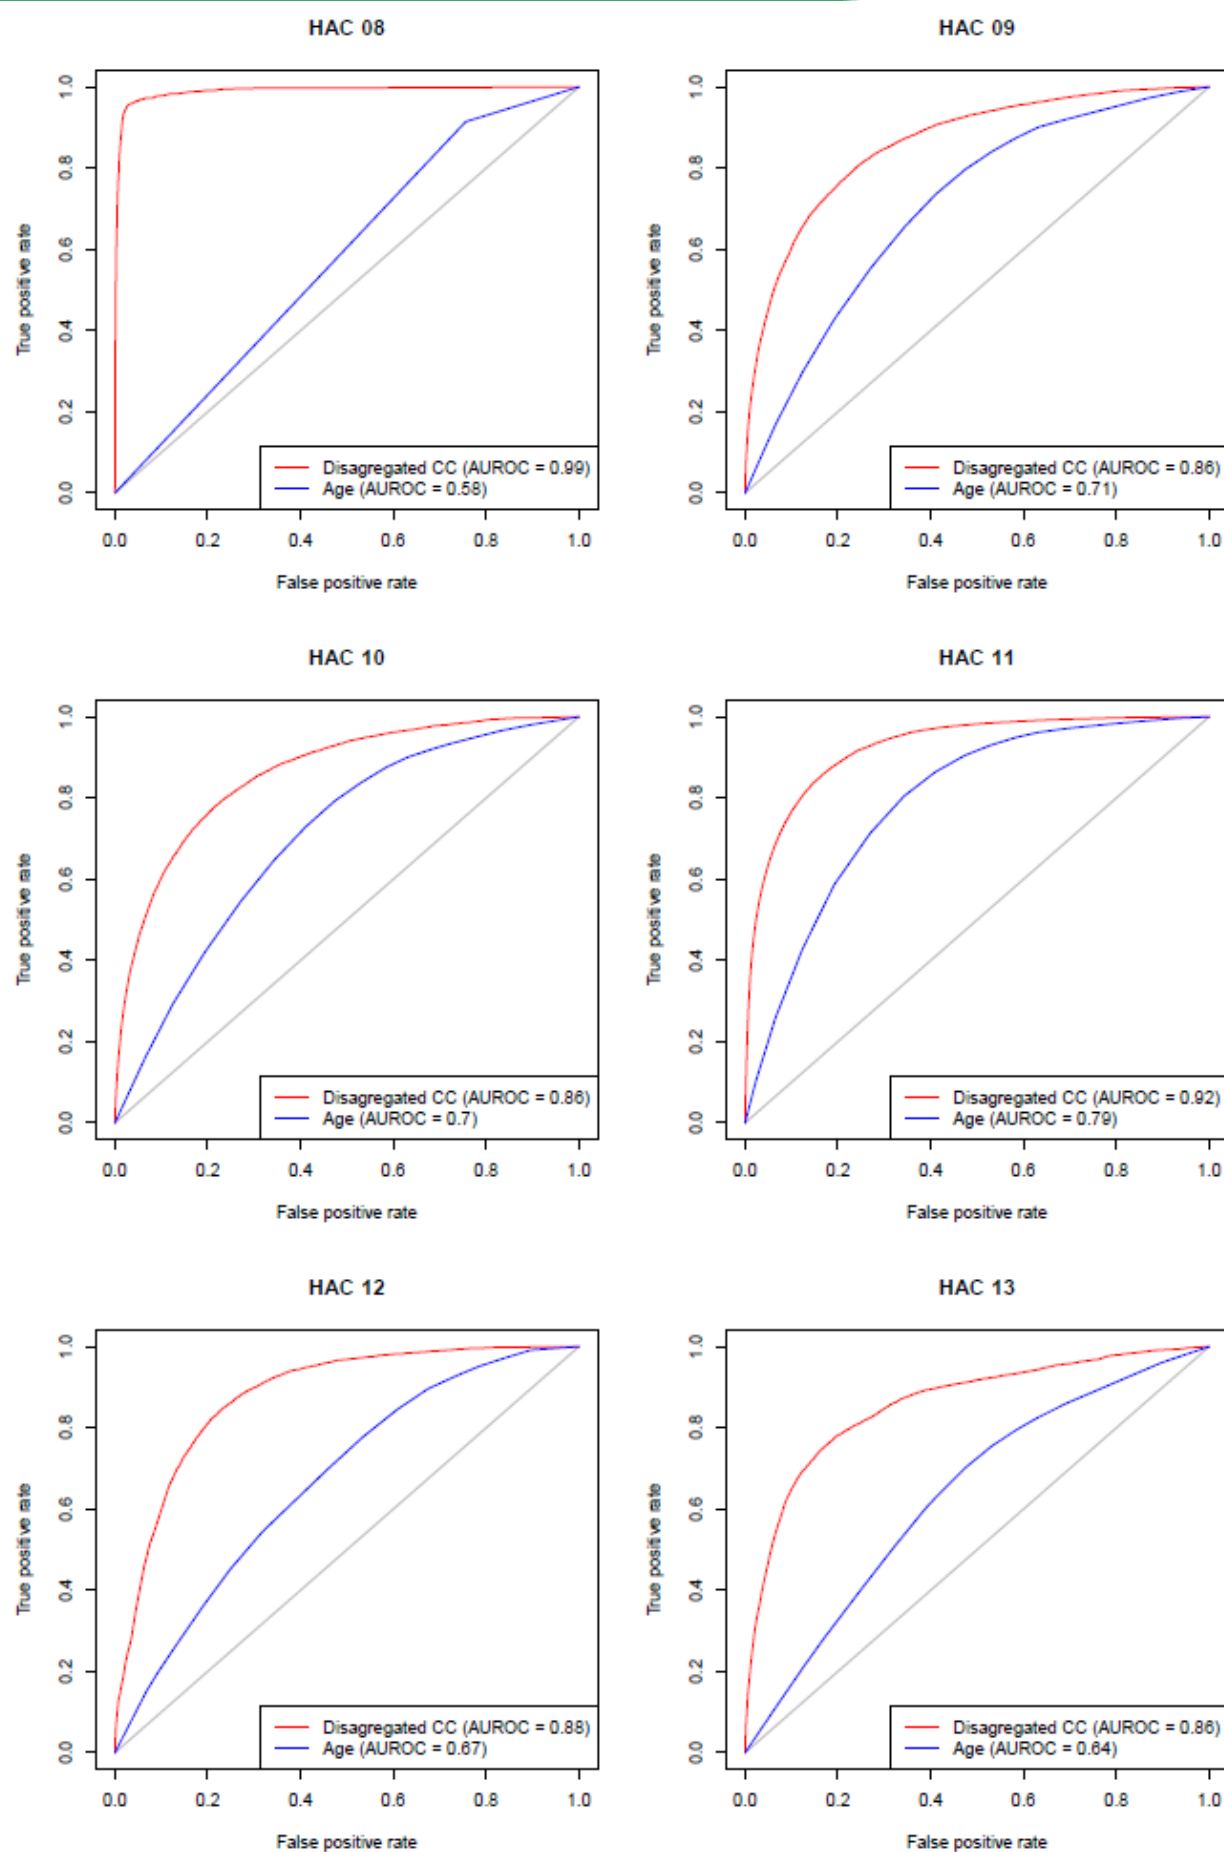 HAC 08
True positive rate
1.0
0.8
0.6
0.4
0.2
0.0
Disagregated CC (AUROC = 0.99)
Age (AUROC = 0.58)
0.0 0.2 0.4 0.6 0.8 1.0
False positive rate
HAC 09
True positive rate
1.0
0.8
0.6
0.4
0.2
0.0
Disagregated CC (AUROC = 0.86)
Age (AUROC = 0.71)
0.0 0.2 0.4 0.6 0.8 1.0
False positive rate
HAC 10
True positive rate
1.0
0.8
0.6
0.4
0.2
0.0
Disagregated CC (AUROC = 0.86)
Age (AUROC = 0.7)
0.0 0.2 0.4 0.6 0.8 1.0
False positive rate
HAC 11
True positive rate
1.0
0.8
0.6
0.4
0.2
0.0
Disagregated CC (AUROC = 0.92)
Age (AUROC = 0.79)
0.0 0.2 0.4 0.6 0.8 1.0
False positive rate
HAC 12
True positive rate
1.0
0.8
0.6
0.4
0.2
0.0
Disagregated CC (AUROC = 0.88)
Age (AUROC = 0.67)
0.0 0.2 0.4 0.6 0.8 1.0
False positive rate
HAC 13
True positive rate
1.0
0.8
0.6
0.4
0.2
0.0
Disagregated CC (AUROC = 0.86)
Age (AUROC = 0.64)
0.0 0.2 0.4 0.6 0.8 1.0
False positive rate